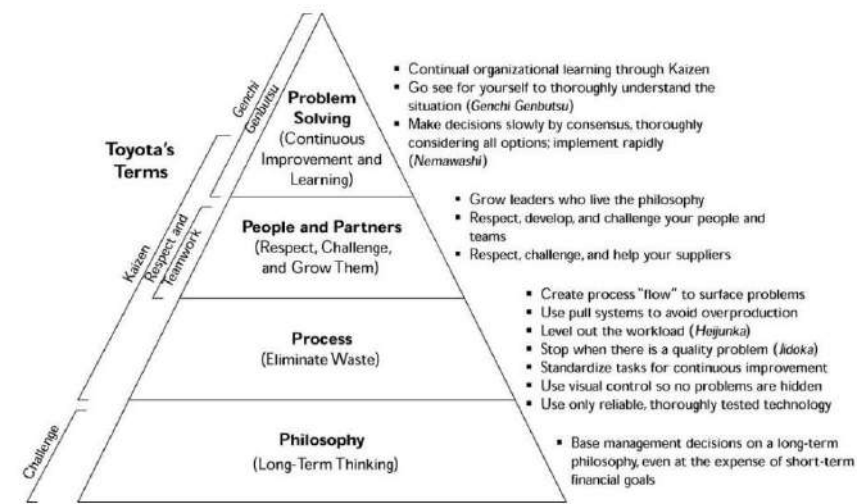 Toyota's
Terms
Genchi
Genbutsu
Kaizen
Respect and
Teamwork
Challenge
Problem
Solving
(Continuous
Improvement and
Learning)
▪ Continual organizational learning through Kaizen
▪ Go see for yourself to thoroughly understand the
situation (Genchi Genbutsu)
▪ Make decisions slowly by consensus, thoroughly
considering all options; implement rapidly
(Nemawashi)
People and Partners
(Respect, Challenge,
and Grow Them)
▪ Grow leaders who live the philosophy
▪ Respect, develop, and challenge your people and
teams
▪ Respect, challenge, and help your suppliers
Process
(Eliminate Waste)
▪ Create process "flow" to surface problems
▪ Use pull systems to avoid overproduction
▪ Level out the workload (Heijunka)
▪ Stop when there is a quality problem (Jidoka)
▪ Standardize tasks for continuous improvement
▪ Use visual control so no problems are hidden
▪ Use only reliable, thoroughly tested technology
Philosophy
(Long-Term Thinking)
▪ Base management decisions on a long-term
philosophy, even at the expense of short-term
financial goals